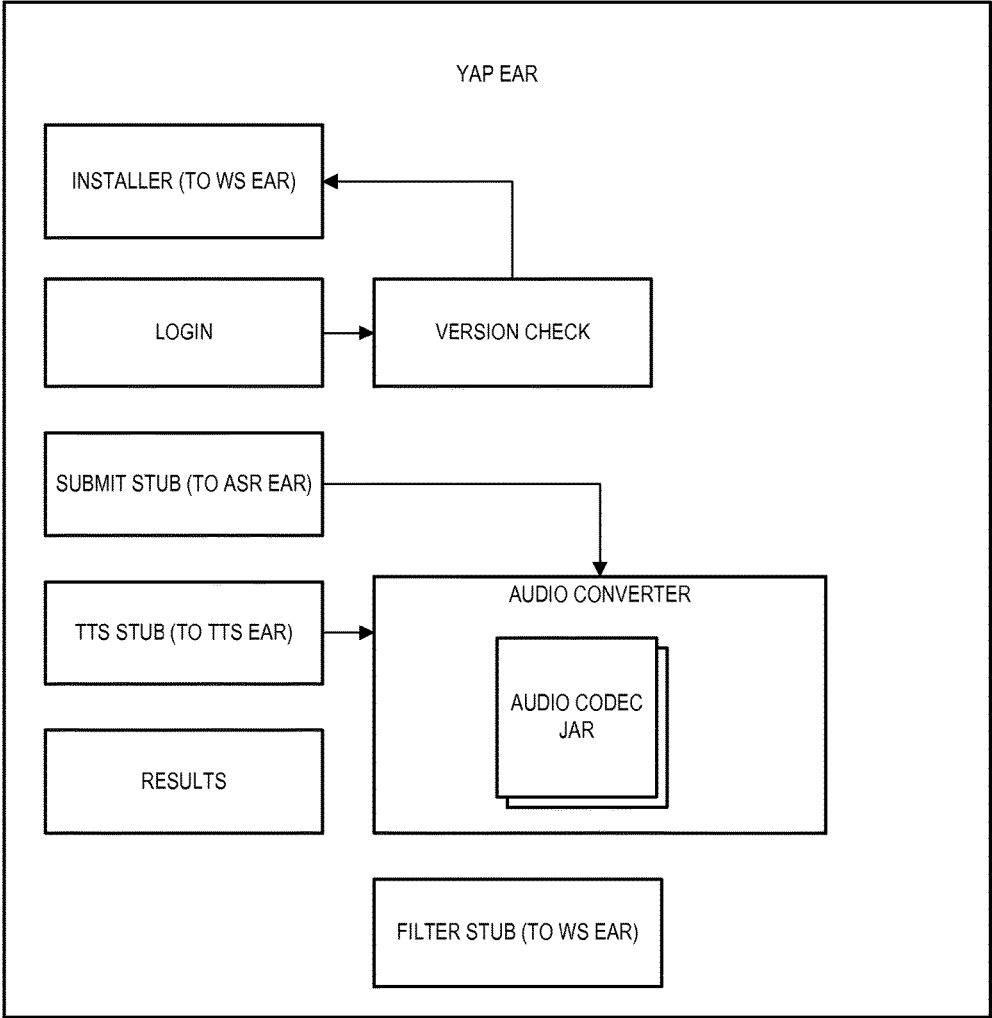 YAP EAR
INSTALLER (TO WS EAR)
LOGIN
VERSION CHECK
SUBMIT STUB (TO ASR EAR)
AUDIO CONVERTER
TTS STUB (TO TTS EAR)
AUDIO CODEC
JAR
RESULTS
FILTER STUB (TO WS EAR)